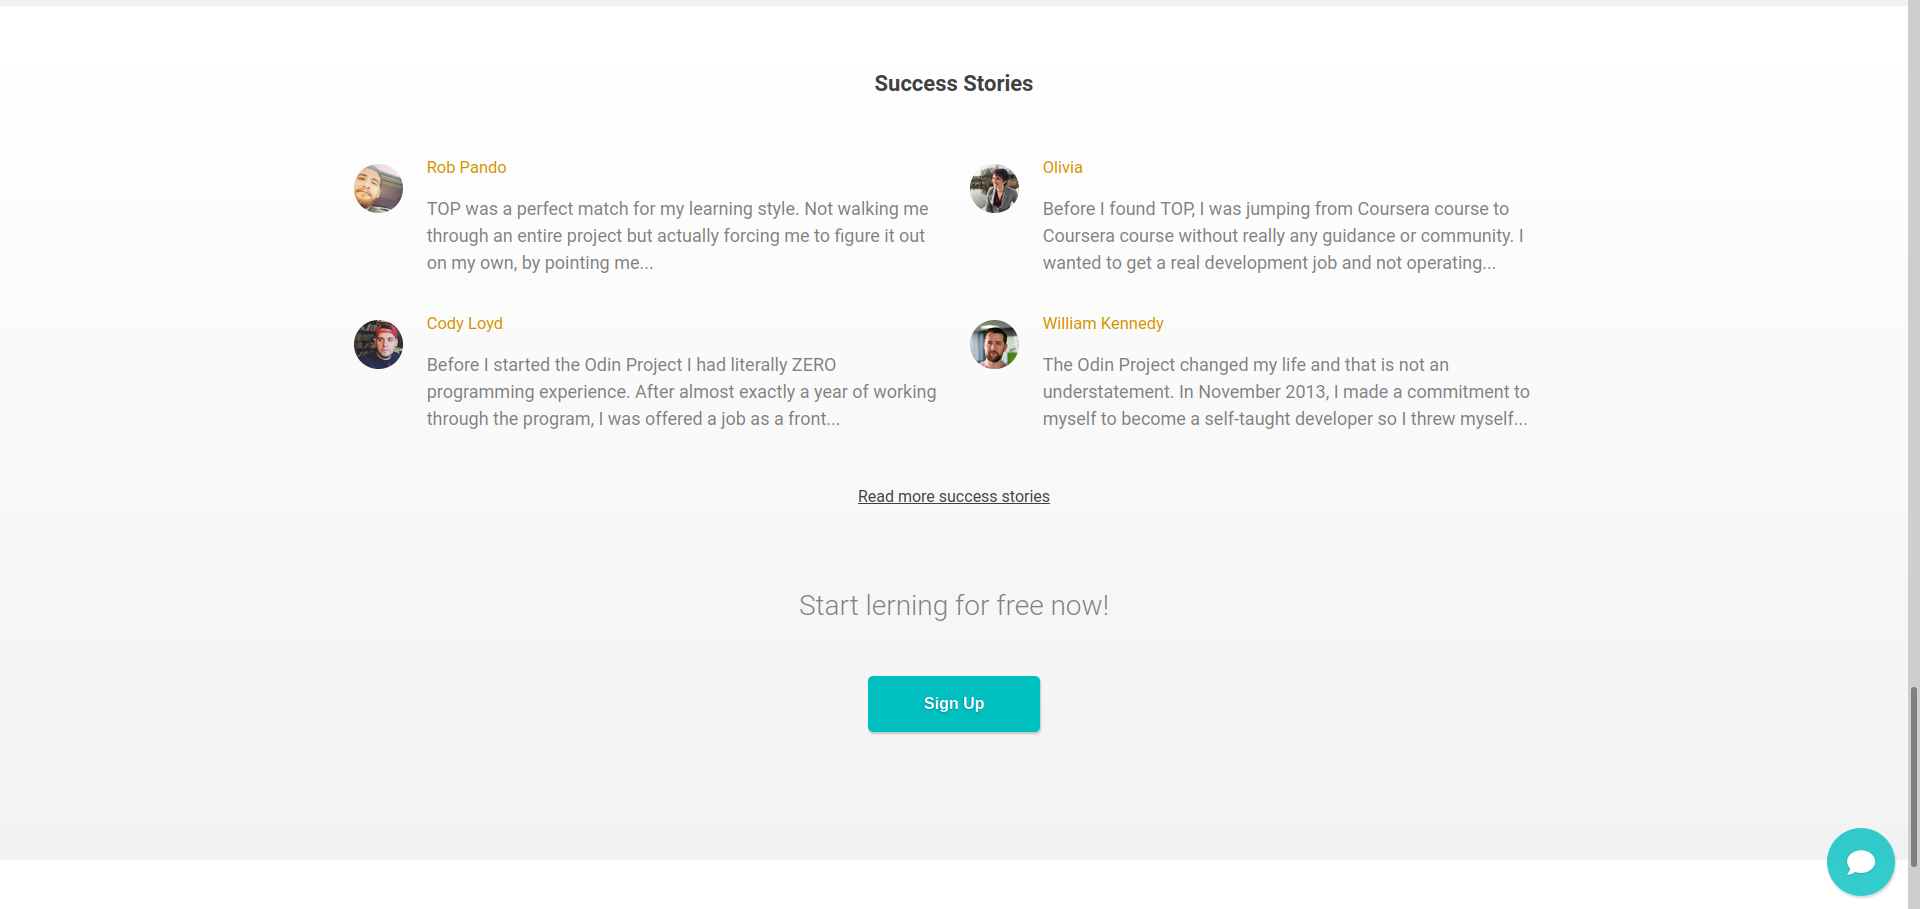 Success Stories
Rob Pando
TOP was a perfect match for my learning style. Not walking me
through an entire project but actually forcing me to figure it out
on my own, by pointing me...
Olivia
Before I found TOP, I was jumping from Coursera course to
Coursera course without really any guidance or community. I
wanted to get a real development job and not operating...
Cody Loyd
Before I started the Odin Project I had literally ZERO
programming experience. After almost exactly a year of working
through the program, I was offered a job as a front...
William Kennedy
The Odin Project changed my life and that is not an
understatement. In November 2013, I made a commitment to
myself to become a self-taught developer so I threw myself...
Read more success stories
Start lerning for free now!
Sign Up